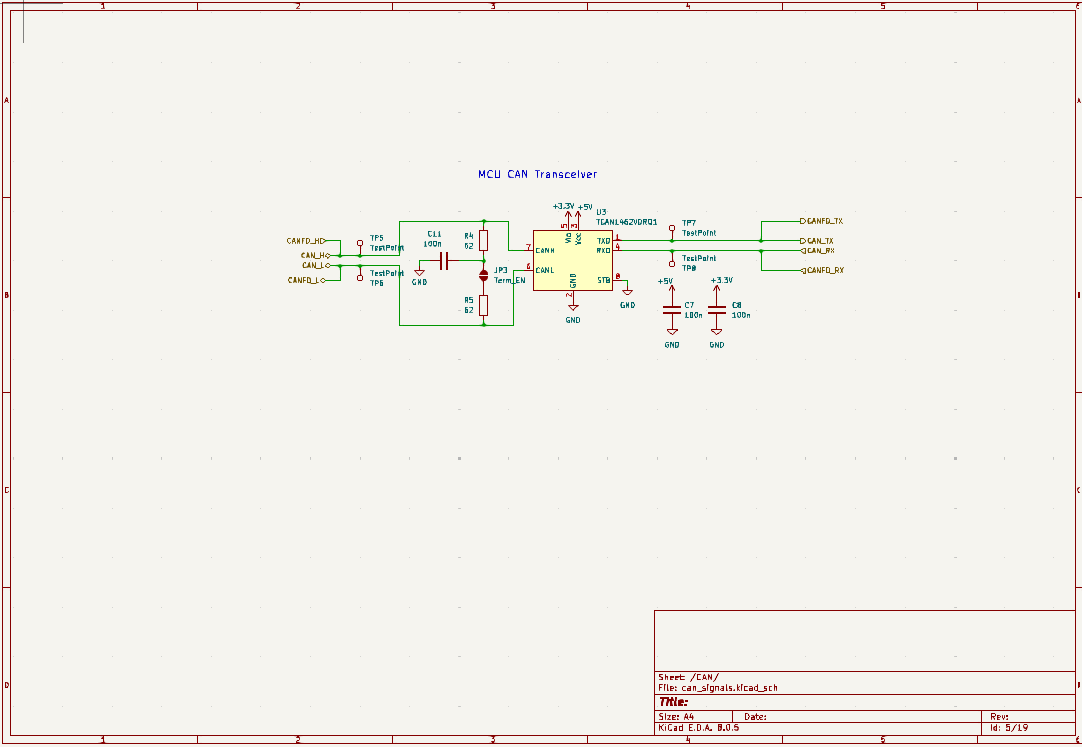 1 2 3 4 5 6
A A
MCU CAN Transceiver
+3.3V +5V U3
TCAN1462VDRQ1
5 3
Vio Vcc
CANFD_H
CAN_H
CAN_L
CANFD_L
TP5
TestPoint
TestPoint
TP6
C11
100n
GND
R4
62
JP3
Term_EN
R5
62
7 CANH
6 CANL
TXD 1
RXD 4
STB 8
GND
2
GND
GND
TP7
TestPoint
TestPoint
TP8
CANFD_TX
CAN_TX
CAN_RX
CANFD_RX
+5V +3.3V
C7
100n
C8
100n
GND GND
B
C C
D
Sheet: /CAN/
File: can_signals.kicad_sch
Title:
Size: A4 Date: Rev:
KiCad E.D.A. 8.0.5 Id: 5/19
1 2 3 4 5 6